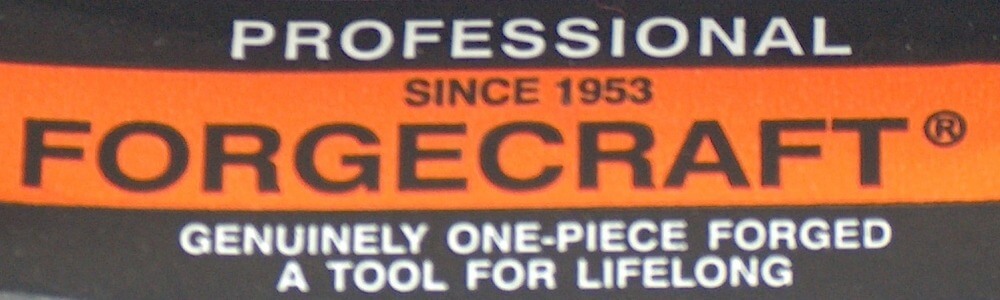 PROFESSIONAL
SINCE 1953
FORGECRAFT®
GENUINELY ONE-PIECE FORGED
A TOOL FOR LIFELONG